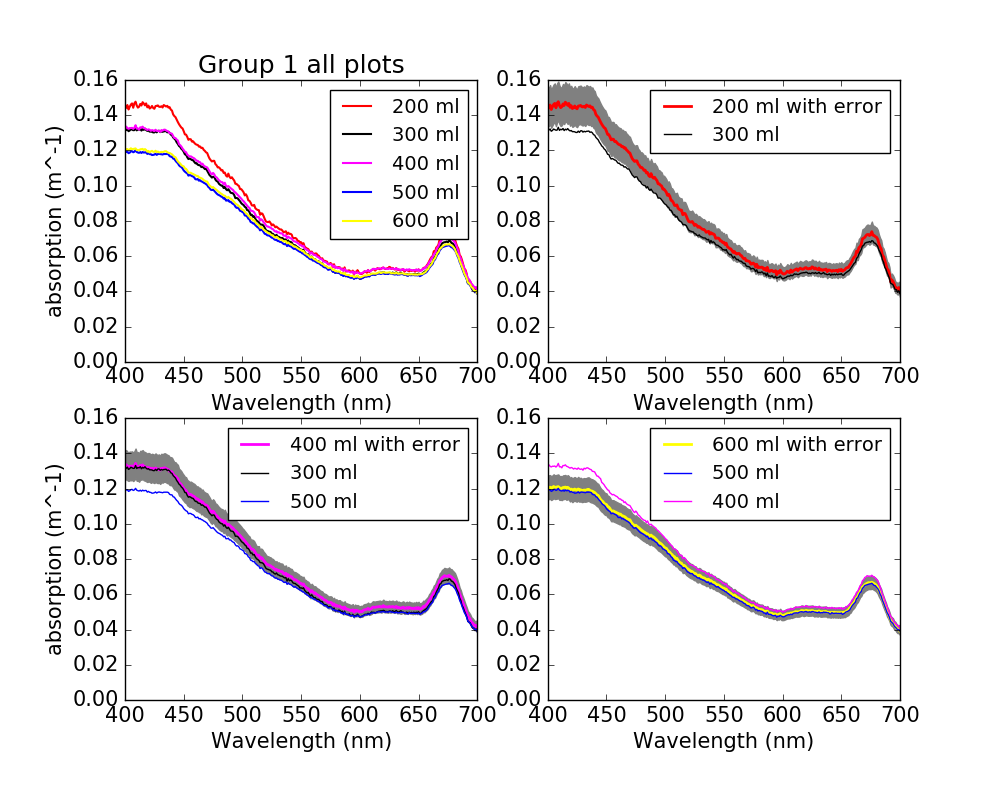 Group 1 all plots
0.16
0.14
0.12
0.10
0.08
0.06
0.04
0.02
0.00
absorption (m^-1)
200 ml
300 ml
400 ml
500 ml
600 ml
400 450 500 550 600 650 700
Wavelength (nm)
0.16
0.14
0.12
0.10
0.08
0.06
0.04
0.02
0.00
200 ml with error
300 ml
400 450 500 550 600 650 700
Wavelength (nm)
0.16
0.14
0.12
0.10
0.08
0.06
0.04
0.02
0.00
absorption (m^-1)
400 ml with error
300 ml
500 ml
400 450 500 550 600 650 700
Wavelength (nm)
0.16
0.14
0.12
0.10
0.08
0.06
0.04
0.02
0.00
600 ml with error
500 ml
400 ml
400 450 500 550 600 650 700
Wavelength (nm)